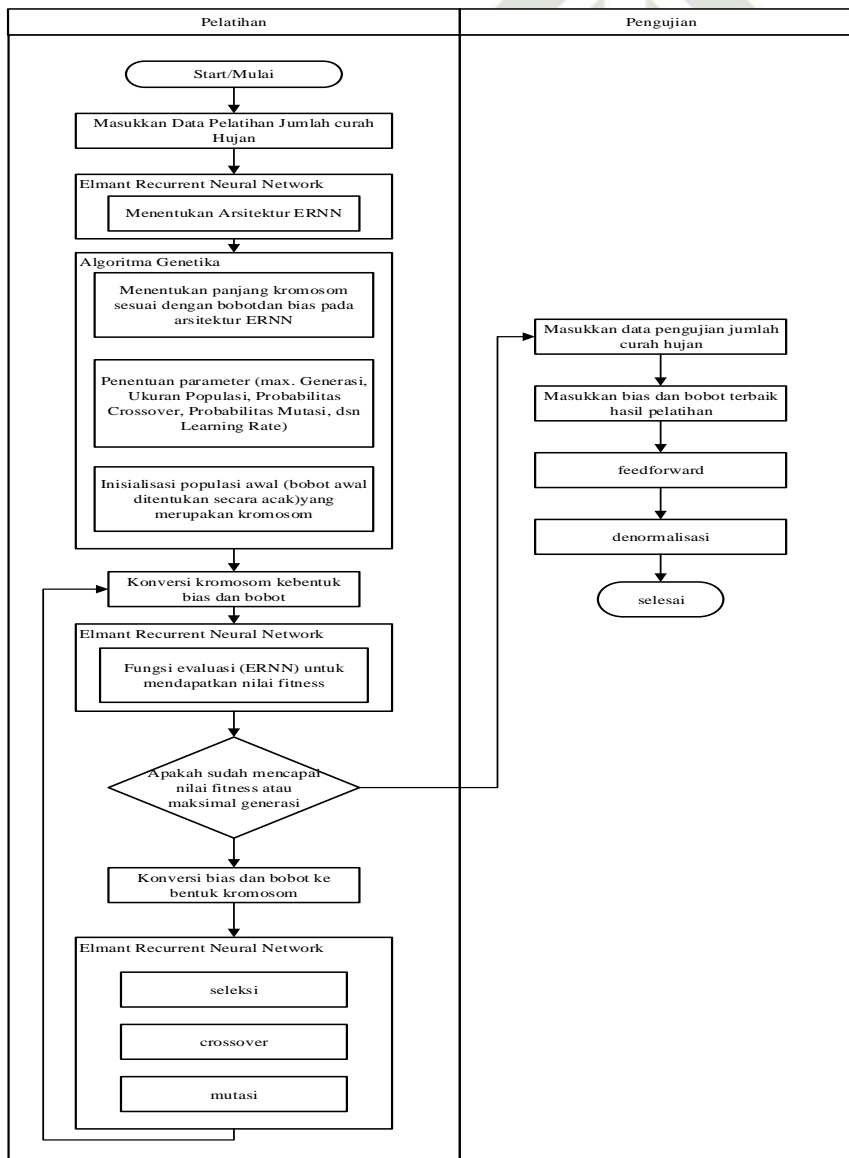 Pelatihan
Pengujian
Start/Mulai
Masukkan Data Pelatihan Jumlah curah
Hujan
Elmant Recurrent Neural Network
Menentukan Arsitektur ERNN
Algoritma Genetika
Menentukan panjang kromosom
sesuai dengan bobotdan bias pada
arsitektur ERNN
Penentuan parameter (max. Generasi,
Ukuran Populasi, Probabilitas
Crossover, Probabilitas Mutasi, dsn
Learning Rate)
Inisialisasi populasi awal (bobot awal
ditentukan secara acak)yang
merupakan kromosom
Konversi kromosom kebentuk
bias dan bobot
Elmant Recurrent Neural Network
Fungsi evaluasi (ERNN) untuk
mendapatkan nilai fitness
Apakah sudah mencapai
nilai fitness atau
maksimal generasi
Konversi bias dan bobot ke
bentuk kromosom
Elmant Recurrent Neural Network
seleksi
crossover
mutasi
Masukkan data pengujian jumlah
curah hujan
Masukkan bias dan bobot terbaik
hasil pelatihan
feedforward
denormalisasi
selesai